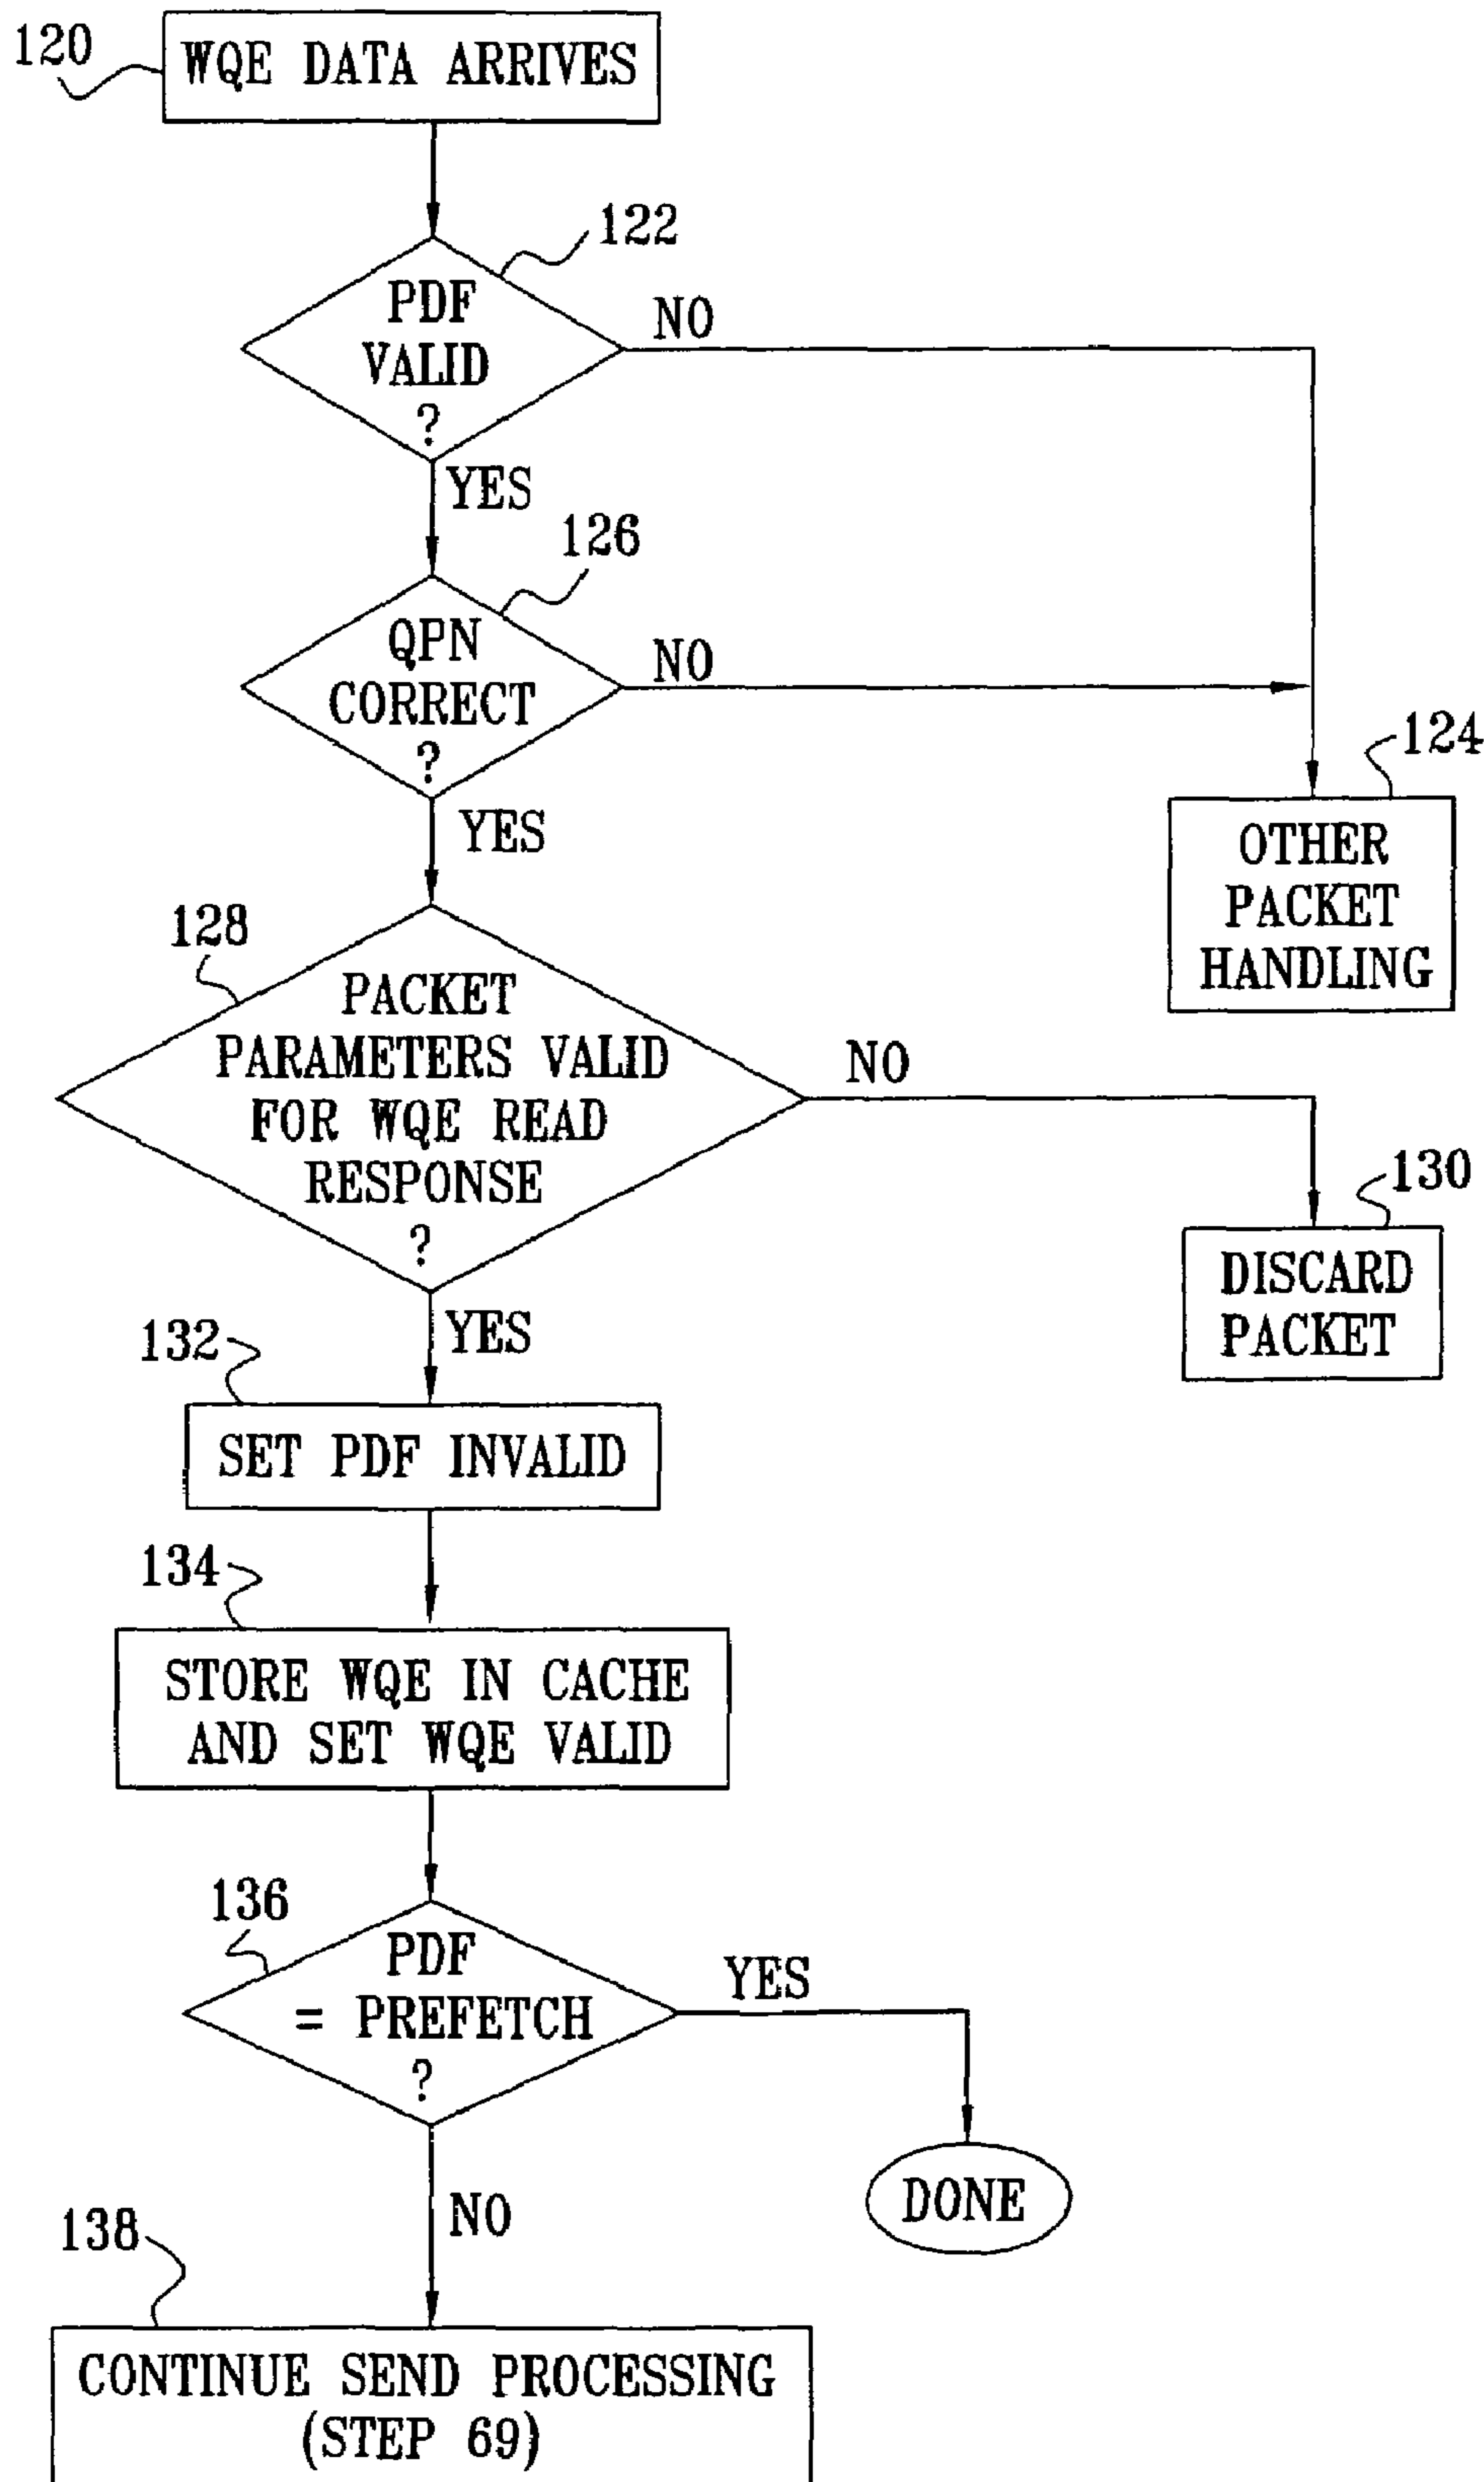 120
WQE DATA ARRIVES
122
PDF
VALID
?
NO
YES
126
QPN
CORRECT
?
NO
YES
124
OTHER
PACKET
HANDLING
128
PACKET
PARAMETERS VALID
FOR WQE READ
RESPONSE
?
NO
YES
130
DISCARD
PACKET
132
SET PDF INVALID
134
STORE WQE IN CACHE
AND SET WQE VALID
136
PDF
= PREFETCH
?
YES
DONE
NO
138
CONTINUE SEND PROCESSING
(STEP 69)